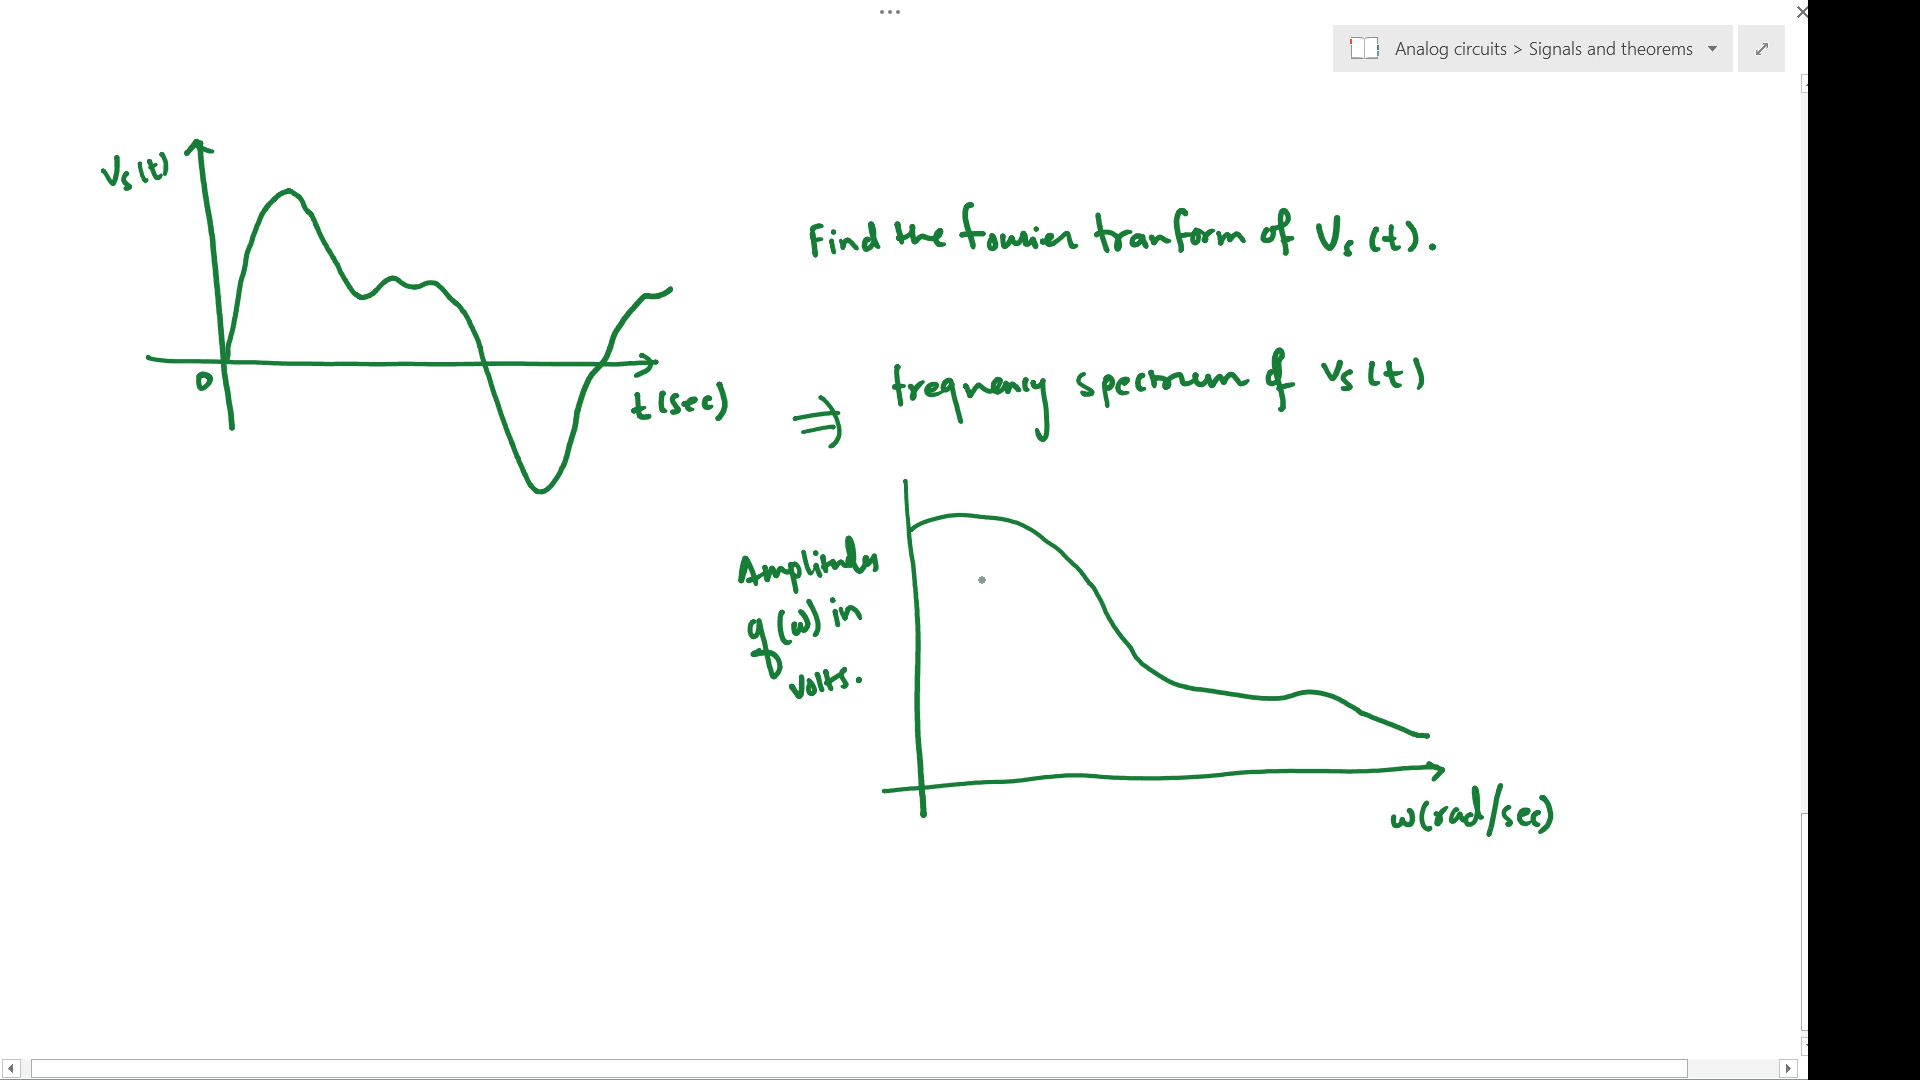 Analog circuits > Signals and theorems
Vs(t)
0
t(sec)
Find the fourier tranform of Vs(t).
⇒ frequency spectrum of Vs(t)
Amplitudes
g(w) in
volts.
w(rad/sec)